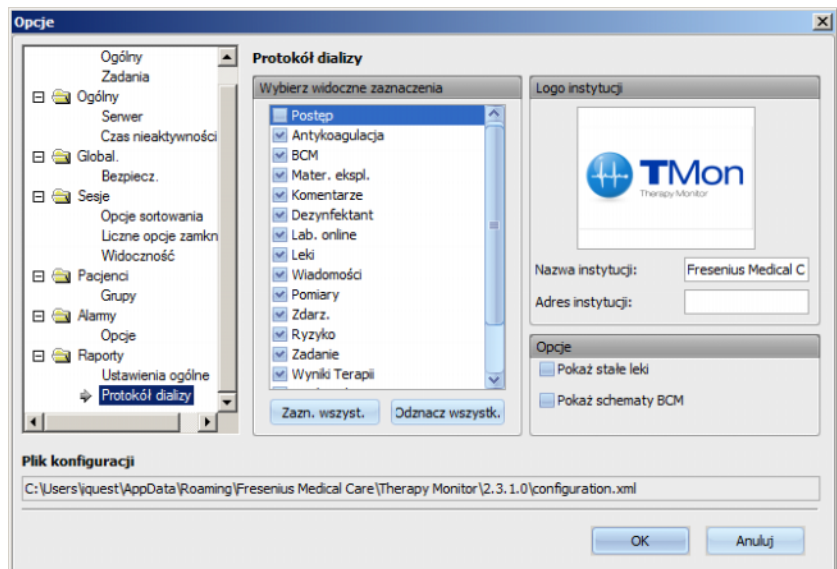 Opcje
Ogólny
Zadania
Ogólny
Serwer
Czas nieaktywności
Global.
Bezpiecz.
Sesje
Opcje sortowania
Liczne opcje zamkn
Widoczność
Pacjenci
Grupy
Alarmy
Opcje
Raporty
Ustawienia ogólne
Protokół dializy
Protokół dializy
Wybierz widoczne zaznaczenia
Postęp
Antykoagulacja
BCM
Mater. ekspl.
Komentarze
Dezynfektant
Lab. online
Leki
Wiadomości
Pomiary
Zdarz.
Ryzyko
Zadanie
Wyniki Terapii
Zazn. wszyst.
Odznacz wszystk.
Logo instytucji
TMon
Therapy Monitor
Nazwa instytucji:
Fresenius Medical C
Adres instytucji:
Opcje
Pokaż stałe leki
Pokaż schematy BCM
Plik konfiguracji
C:\Users\iquest\AppData\Roaming\Fresenius Medical Care\Therapy Monitor\2.3.1.0\configuration.xml
OK
Anuluj